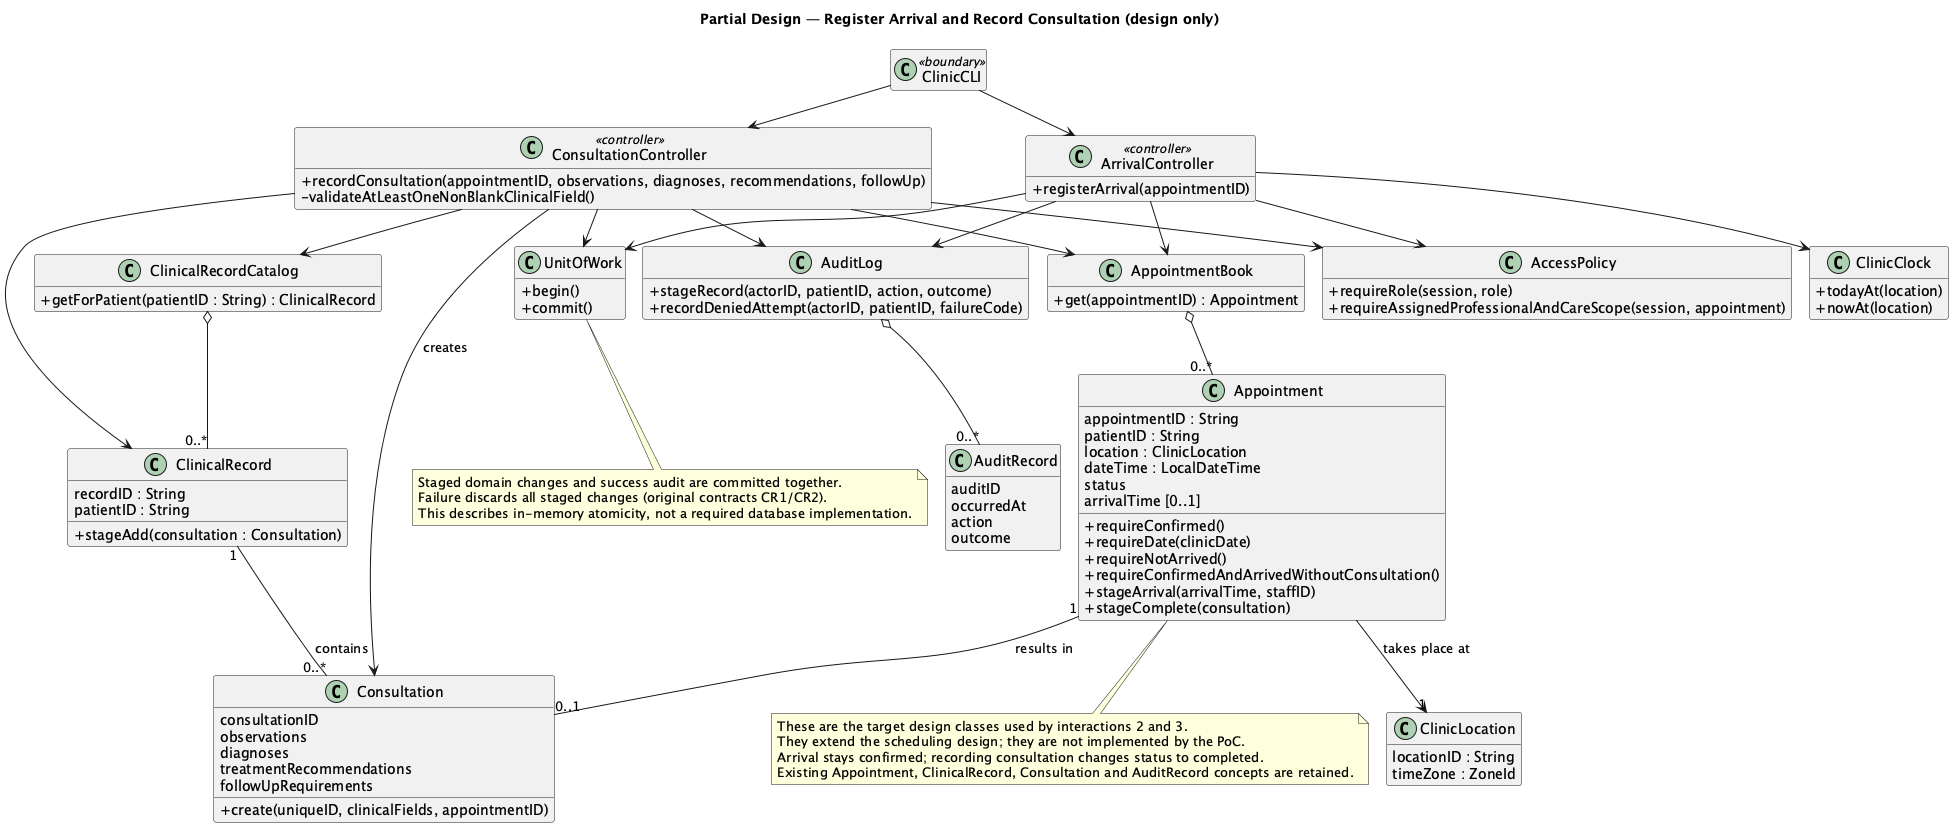 Partial Design — Register Arrival and Record Consultation (design only)
C
«boundary»
ClinicCLI
C
«controller»
ConsultationController
+recordConsultation(appointmentID, observations, diagnoses, recommendations, followUp)
-validateAtLeastOneNonBlankClinicalField()
C
«controller»
ArrivalController
+registerArrival(appointmentID)
C
ClinicalRecordCatalog
+getForPatient(patientID : String) : ClinicalRecord
C
UnitOfWork
+begin()
+commit()
C
AuditLog
+stageRecord(actorID, patientID, action, outcome)
+recordDeniedAttempt(actorID, patientID, failureCode)
C
AppointmentBook
+get(appointmentID) : Appointment
C
AccessPolicy
+requireRole(session, role)
+requireAssignedProfessionalAndCareScope(session, appointment)
C
ClinicClock
+todayAt(location)
+nowAt(location)
creates
0..*
0..*
0..*
C
ClinicalRecord
recordID : String
patientID : String
+stageAdd(consultation : Consultation)
Staged domain changes and success audit are committed together.
Failure discards all staged changes (original contracts CR1/CR2).
This describes in-memory atomicity, not a required database implementation.
C
AuditRecord
auditID
occurredAt
action
outcome
C
Appointment
appointmentID : String
patientID : String
location : ClinicLocation
dateTime : LocalDateTime
status
arrivalTime [0..1]
+requireConfirmed()
+requireDate(clinicDate)
+requireNotArrived()
+requireConfirmedAndArrivedWithoutConsultation()
+stageArrival(arrivalTime, staffID)
+stageComplete(consultation)
1
contains
0..*
1
results in
0..1
takes place at
1
C
Consultation
consultationID
observations
diagnoses
treatmentRecommendations
followUpRequirements
+create(uniqueID, clinicalFields, appointmentID)
These are the target design classes used by interactions 2 and 3.
They extend the scheduling design; they are not implemented by the PoC.
Arrival stays confirmed; recording consultation changes status to completed.
Existing Appointment, ClinicalRecord, Consultation and AuditRecord concepts are retained.
C
ClinicLocation
locationID : String
timeZone : ZoneId